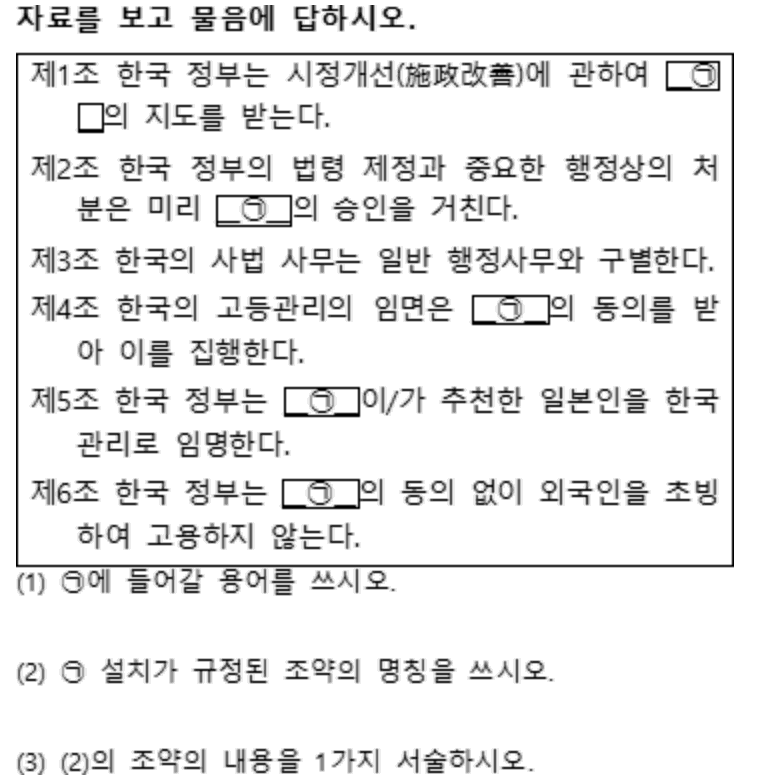 자료를 보고 물음에 답하시오.
제1조 한국 정부는 시정개선(施政改善)에 관하여 ㉠
의 지도를 받는다.
제2조 한국 정부의 법령 제정과 중요한 행정상의 처
분은 미리 ㉠의 승인을 거친다.
제3조 한국의 사법 사무는 일반 행정사무와 구별한다.
제4조 한국의 고등관리의 임면은 ㉠의 동의를 받
아 이를 집행한다.
제5조 한국 정부는 ㉠이/가 추천한 일본인을 한국
관리로 임명한다.
제6조 한국 정부는 ㉠의 동의 없이 외국인을 초빙
하여 고용하지 않는다.
(1) ㉠에 들어갈 용어를 쓰시오.
(2) ㉠ 설치가 규정된 조약의 명칭을 쓰시오.
(3) (2)의 조약의 내용을 1가지 서술하시오.